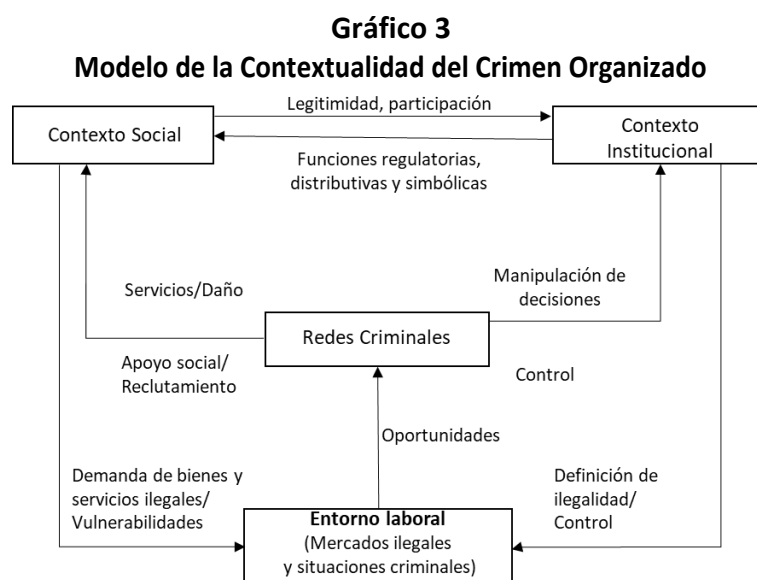 Gráfico 3
Modelo de la Contextualidad del Crimen Organizado
Legitimidad, participación
Contexto Social
Contexto
Institucional
Funciones regulatorias,
distributivas y simbólicas
Servicios/Daño
Manipulación de
decisiones
Redes Criminales
Apoyo social/
Reclutamiento
Control
Oportunidades
Demanda de bienes y
servicios ilegales/
Vulnerabilidades
Definición de
ilegalidad/
Control
Entorno laboral
(Mercados ilegales
y situaciones criminales)